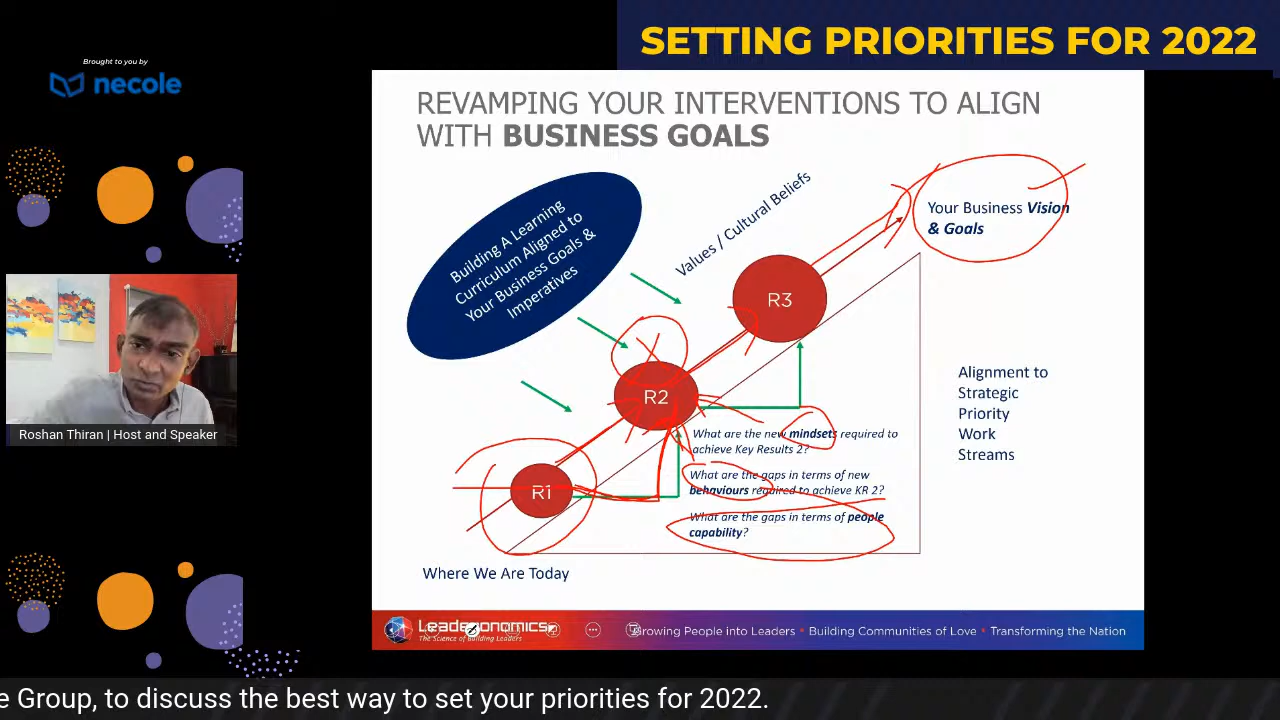 SETTING PRIORITIES FOR 2022
Brought to you by
necole
REVAMPING YOUR INTERVENTIONS TO ALIGN
WITH BUSINESS GOALS
Building A Learning
Curriculum Aligned to
Your Business Goals &
Imperatives
Values / Cultural Beliefs
Your Business Vision
& Goals
R3
R2
R1
What are the new mindsets required to
achieve Key Results 2?
What are the gaps in terms of new
behaviours required to achieve KR 2?
What are the gaps in terms of people
capability?
Alignment to
Strategic
Priority
Work
Streams
Where We Are Today
Roshan Thiran | Host and Speaker
Leaderonomics
The Science of Building Leaders
Growing People into Leaders • Building Communities of Love • Transforming the Nation
e Group, to discuss the best way to set your priorities for 2022.